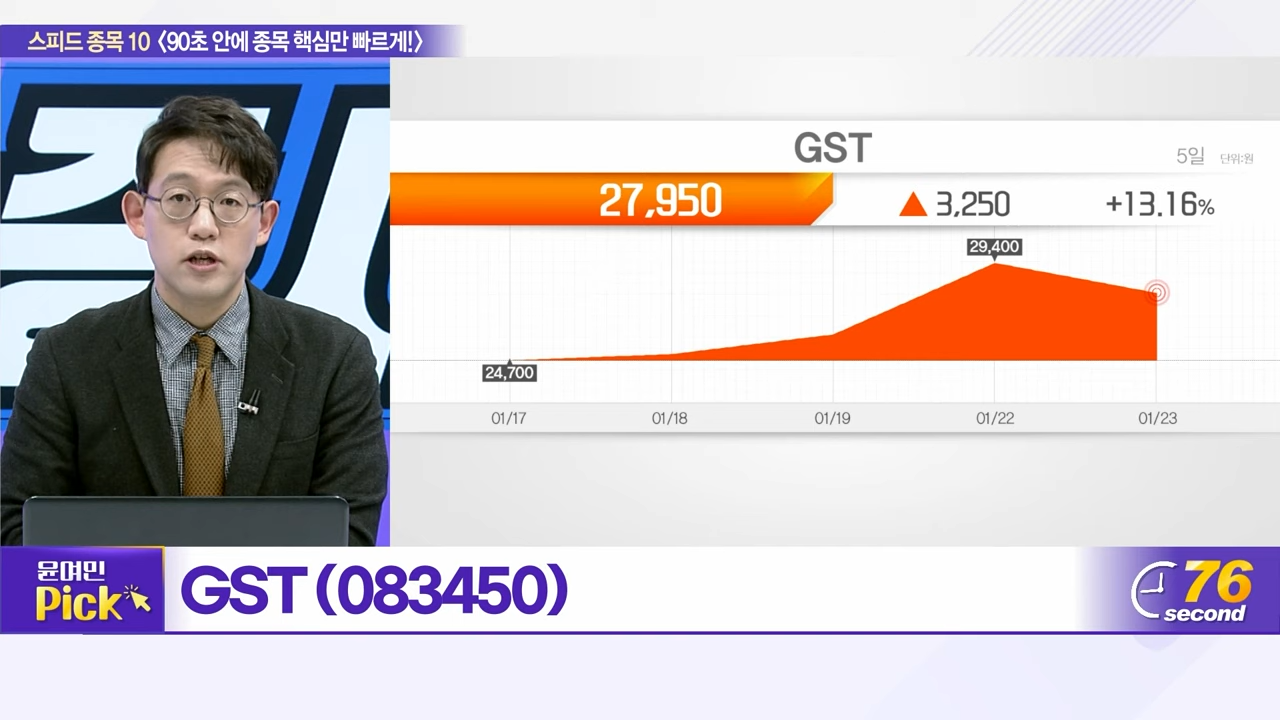 스피드 종목 10 〈90초 안에 종목 핵심만 빠르게!〉
GST
5일 단위:원
27,950 ▲ 3,250 +13.16%
29,400
24,700
01/17 01/18 01/19 01/22 01/23
윤여민
Pick
GST (083450)
76
second